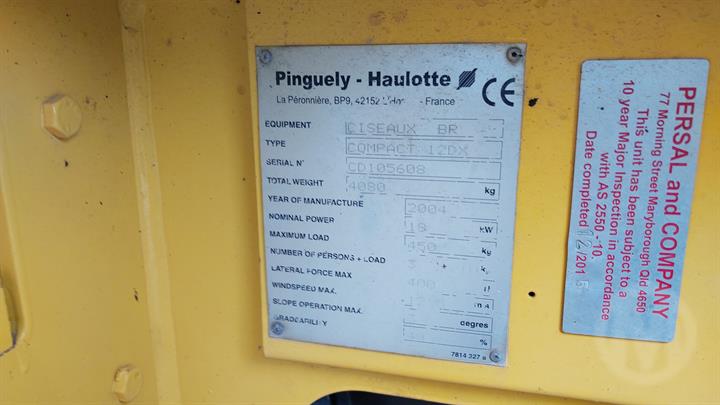 Pinguely - Haulotte
CE
La Péronnière, BP9, 42152 - France
EQUIPMENT CISEAUX BR
TYPE COMPACT 12DX
SERIAL N° CD105608
TOTAL WEIGHT 4080 kg
YEAR OF MANUFACTURE 2004
NOMINAL POWER 18 kW
MAXIMUM LOAD 450 kg
NUMBER OF PERSONS + LOAD 3 +
LATERAL FORCE MAX 400
WINDSPEED MAX.
SLOPE OPERATION MAX. degres
GRADEABILITY %
7814 327 a
PERSAL and COMPANY
77 Morning Street Maryborough Qld 4650
This unit has been subject to a
10 year Major Inspection in accordance
with AS 2550 -10.
Date completed